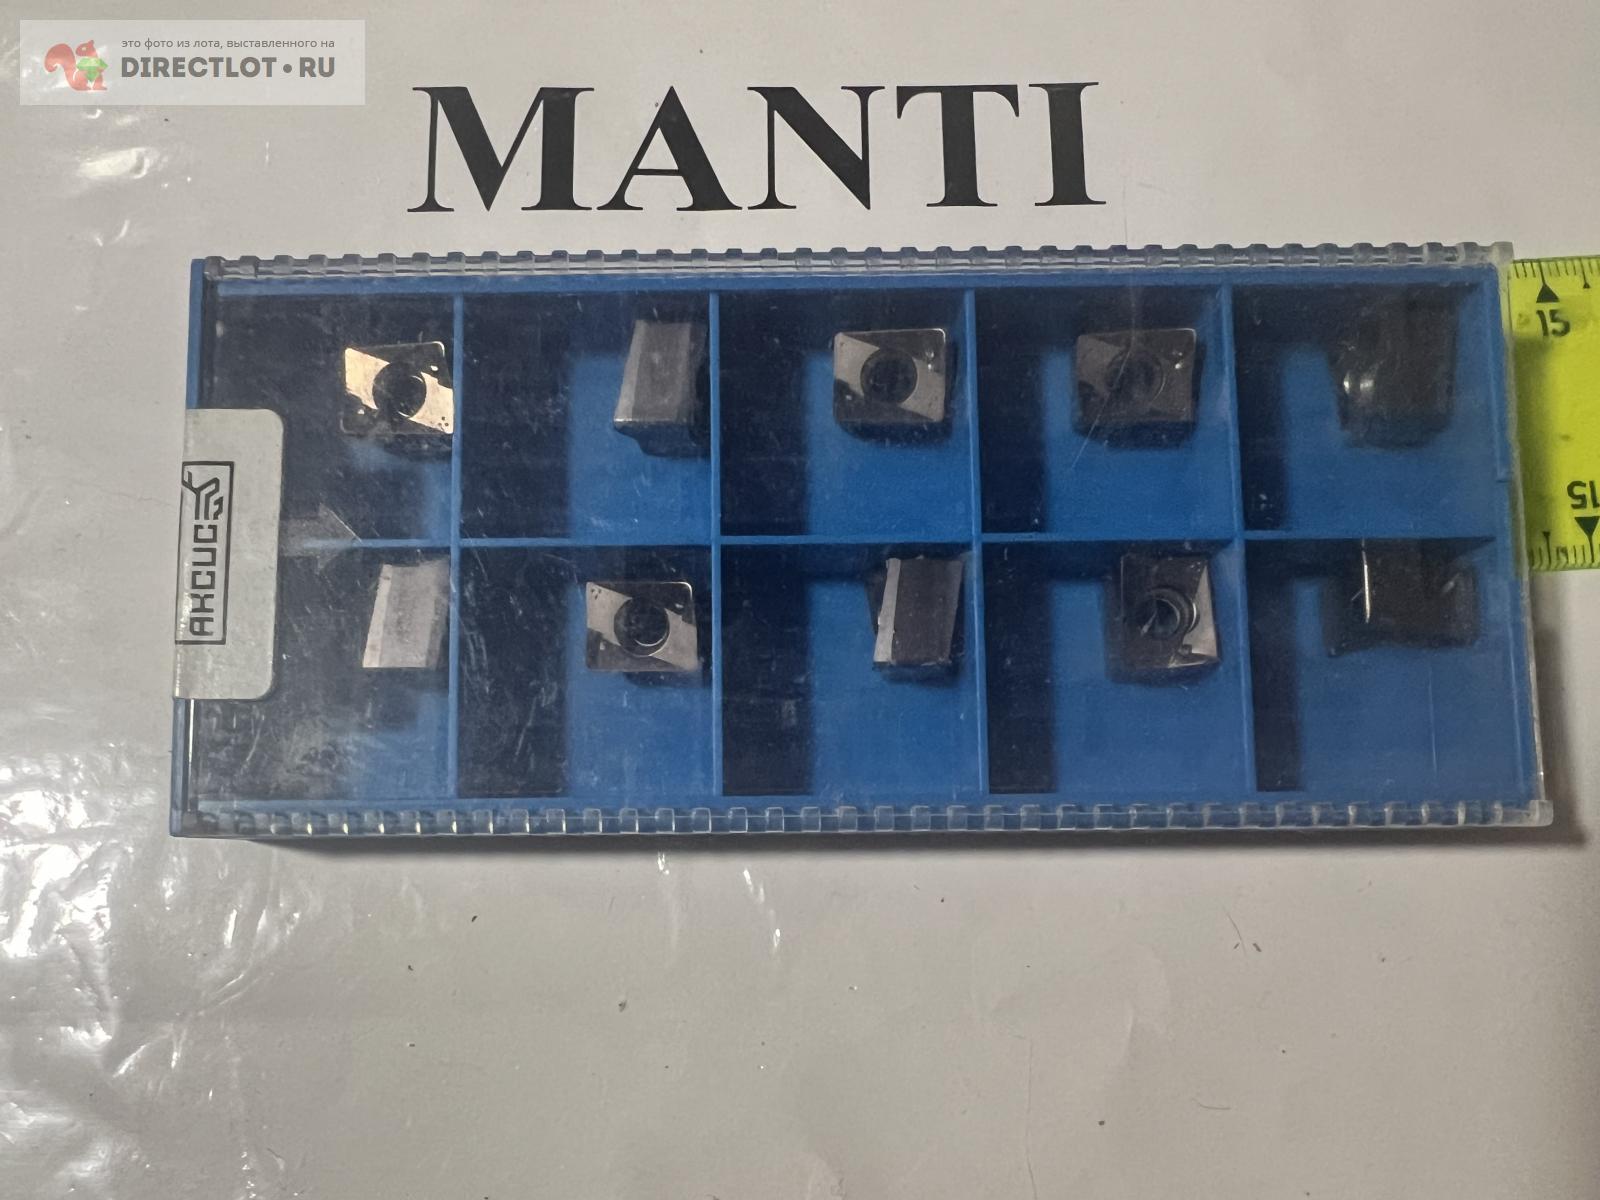 это фото из лота, выставленного на
DIRECTLOT • RU
MANTI
15
15
АКСИС